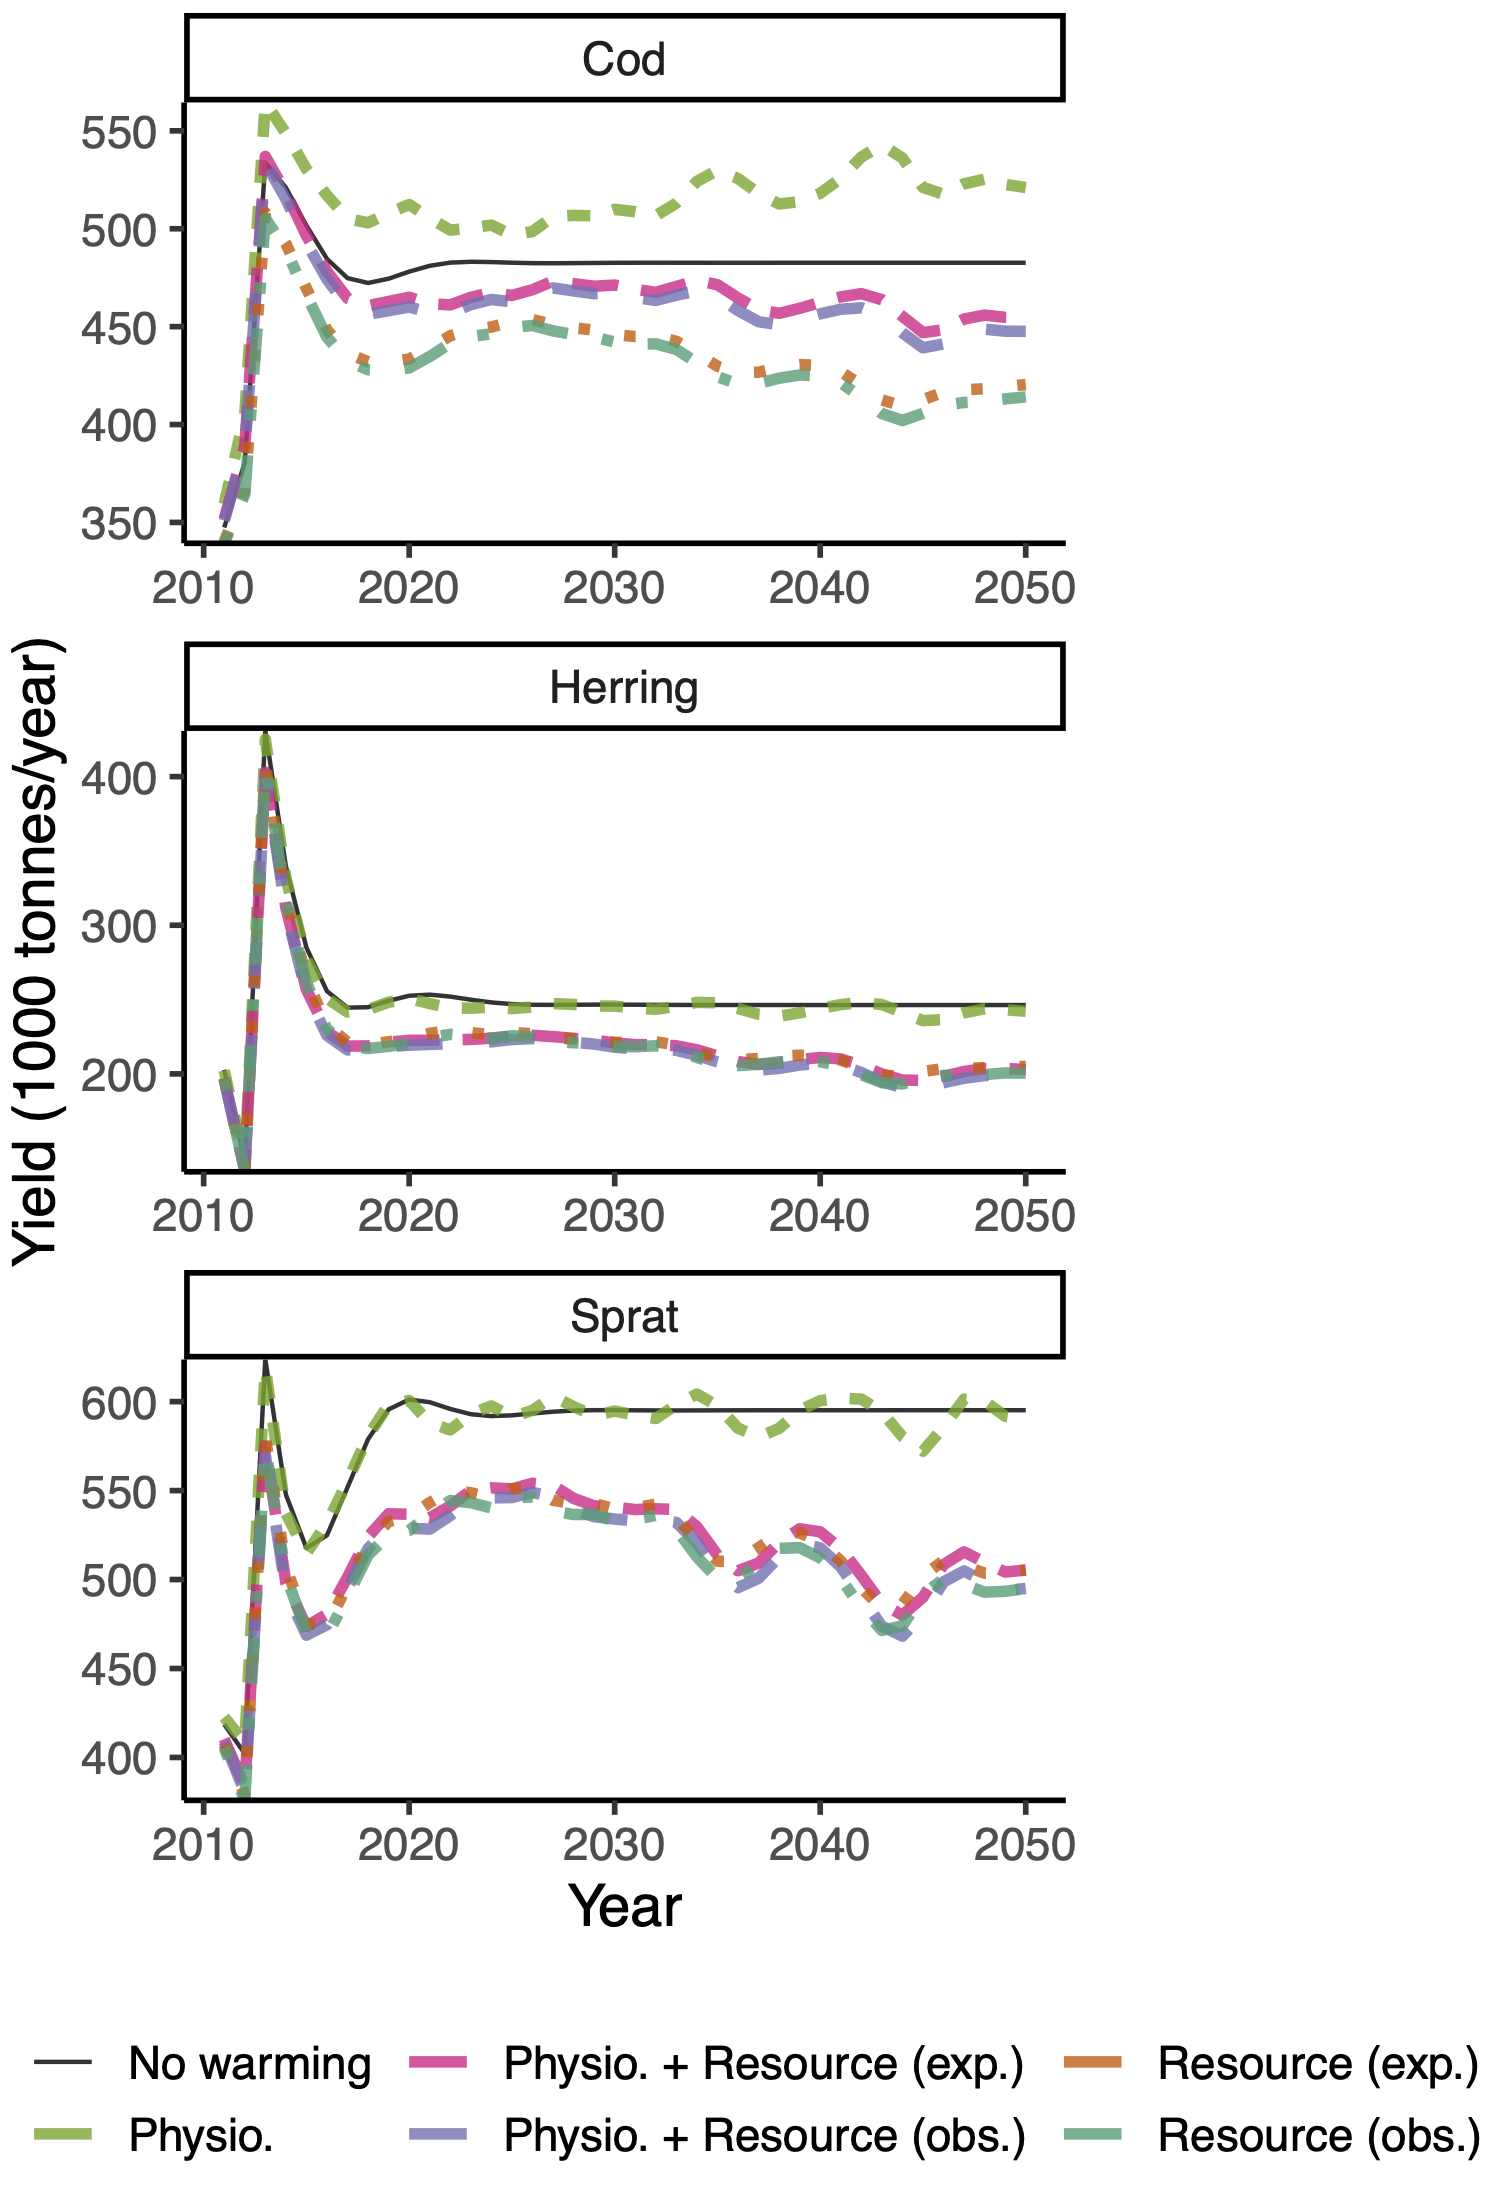 Cod
550
500
450
400
350
2010 2020 2030 2040 2050
Yield (1000 tonnes/year)
Herring
400
300
200
2010 2020 2030 2040 2050
Sprat
600
550
500
450
400
2010 2020 2030 2040 2050
Year
No warming Physio. + Resource (exp.) Resource (exp.)
Physio. Physio. + Resource (obs.) Resource (obs.)